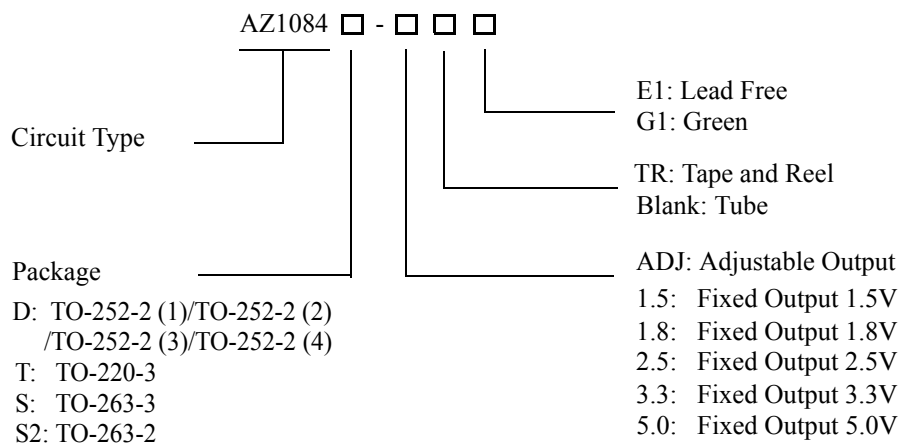 AZ1084 -
E1: Lead Free
G1: Green
Circuit Type
TR: Tape and Reel
Blank: Tube
Package
D: TO-252-2 (1)/TO-252-2 (2)
/TO-252-2 (3)/TO-252-2 (4)
T: TO-220-3
S: TO-263-3
S2: TO-263-2
ADJ: Adjustable Output
1.5: Fixed Output 1.5V
1.8: Fixed Output 1.8V
2.5: Fixed Output 2.5V
3.3: Fixed Output 3.3V
5.0: Fixed Output 5.0V